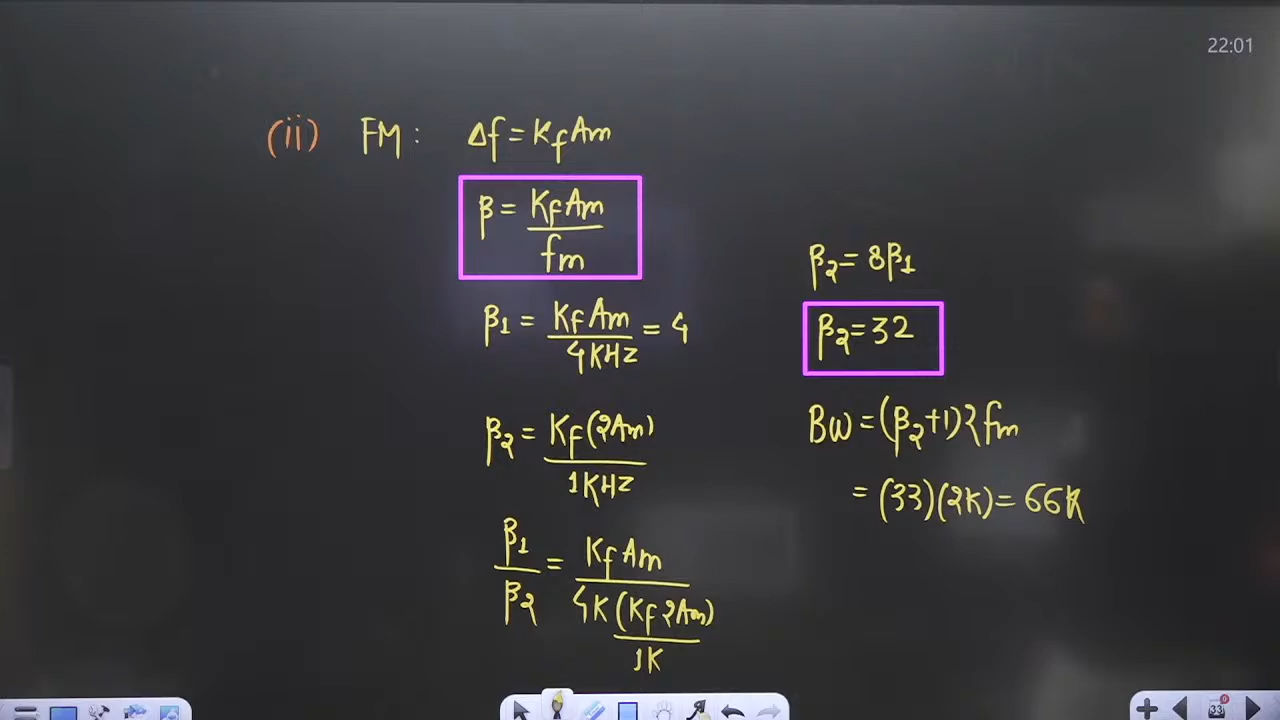 22:01
(ii) FM: Δf = KfAm
β = KfAm / fm
β1 = KfAm / 4KHZ = 4
β2 = Kf(2Am) / 1KHZ
β1 / β2 = KfAm / 4K (Kf2Am) / 1K
β2 = 8β1
β2 = 32
BW = (β2+1)2fm
= (33)(2K) = 66K
33